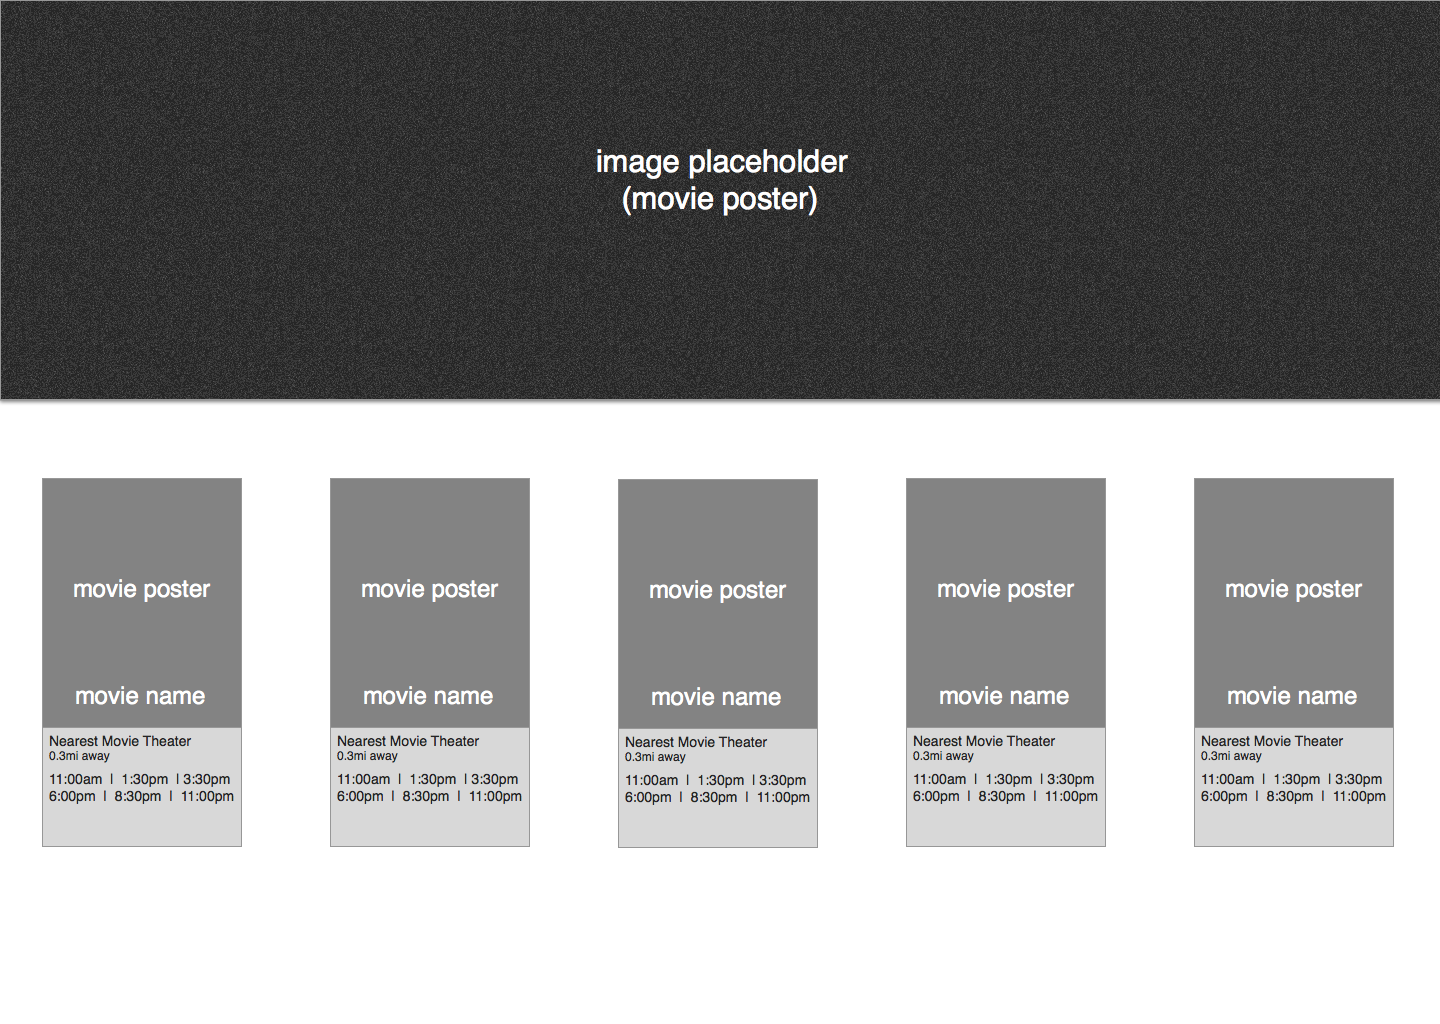 image placeholder
(movie poster)
movie poster
movie name
Nearest Movie Theater
0.3mi away
11:00am | 1:30pm | 3:30pm
6:00pm | 8:30pm | 11:00pm
movie poster
movie name
Nearest Movie Theater
0.3mi away
11:00am | 1:30pm | 3:30pm
6:00pm | 8:30pm | 11:00pm
movie poster
movie name
Nearest Movie Theater
0.3mi away
11:00am | 1:30pm | 3:30pm
6:00pm | 8:30pm | 11:00pm
movie poster
movie name
Nearest Movie Theater
0.3mi away
11:00am | 1:30pm | 3:30pm
6:00pm | 8:30pm | 11:00pm
movie poster
movie name
Nearest Movie Theater
0.3mi away
11:00am | 1:30pm | 3:30pm
6:00pm | 8:30pm | 11:00pm